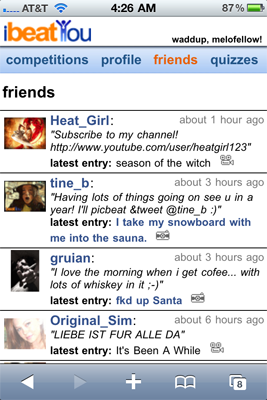 AT&T 4:26 AM 87%
ibeatYou
waddup, melofellow!
competitions profile friends quizzes
friends
Heat_Girl: about 1 hour ago
"Subscribe to my channel!
http://www.youtube.com/user/heatgirl123"
latest entry: season of the witch
tine_b: about 3 hours ago
"Having lots of things going on see u in a
year! I'll picbeat &tweet @tine_b :)"
latest entry: I take my snowboard with
me into the sauna.
gruian: about 3 hours ago
"I love the morning when i get cofee... with
lots of whiskey in it ;-)"
latest entry: fkd up Santa
Original_Sim: about 6 hours ago
"LIEBE IST FUR ALLE DA"
latest entry: It's Been A While
8